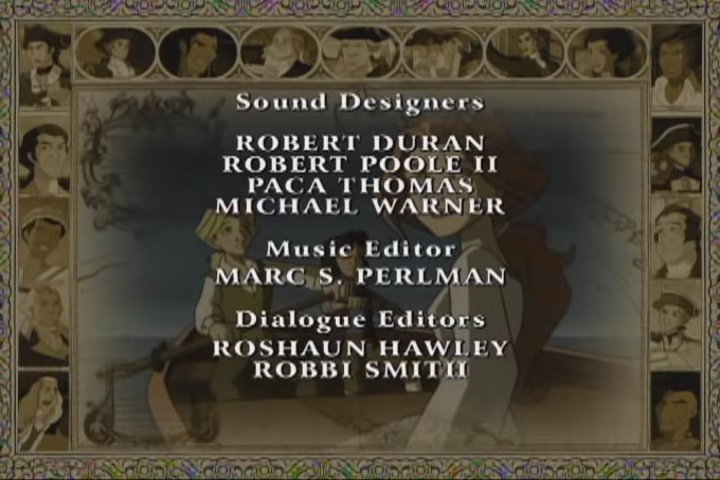 Sound Designers
ROBERT DURAN
ROBERT POOLE II
PACA THOMAS
MICHAEL WARNER
Music Editor
MARC S. PERLMAN
Dialogue Editors
ROSHAUN HAWLEY
ROBBI SMITH